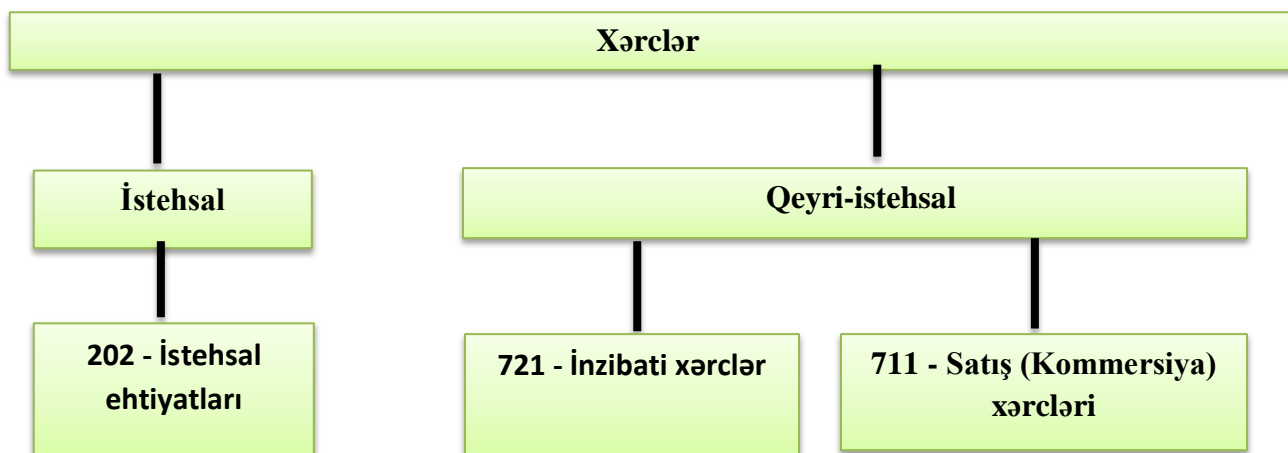 Xərclər
İstehsal
Qeyri-istehsal
202 - İstehsal
ehtiyatları
721 - İnzibati xərclər
711 - Satış (Kommersiya)
xərcləri